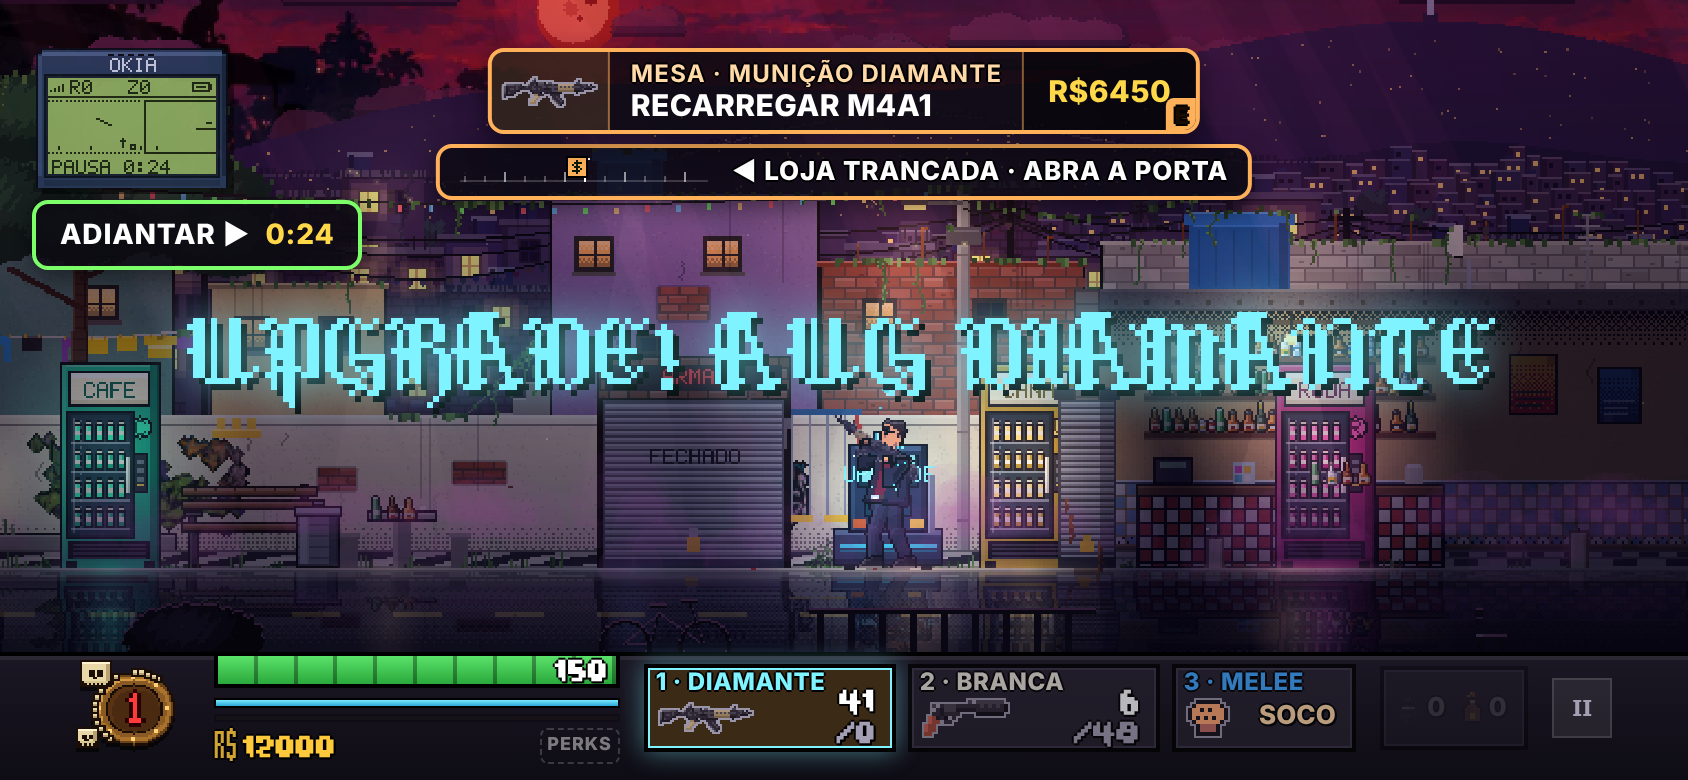 OKIA
R0 Z0
PAUSA 0:24
MESA · MUNIÇÃO DIAMANTE
RECARREGAR M4A1
R$6450
E
$
◀ LOJA TRANCADA · ABRA A PORTA
ADIANTAR ▶ 0:24
UPGRADE! AUG DIAMANTE
CAFE
FECHADO
1
150
R$ 12000
PERKS
1 · DIAMANTE
41
/0
2 · BRANCA
6
/48
3 · MELEE
SOCO
- 0
0
II